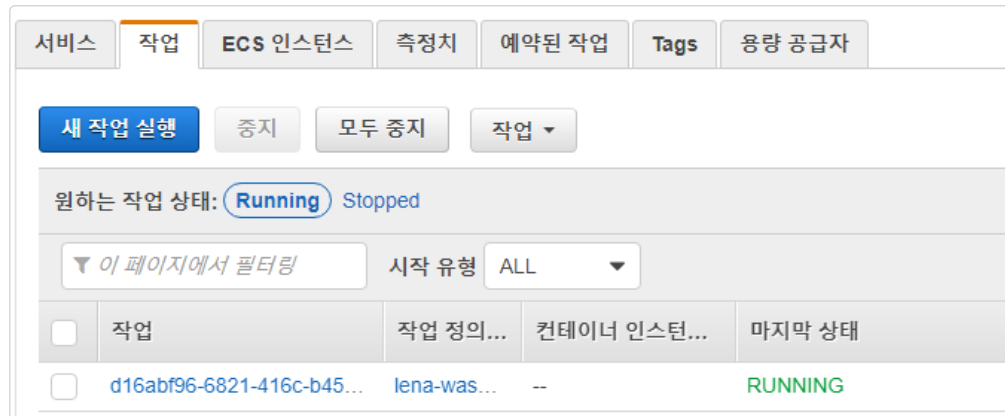 서비스 작업 ECS 인스턴스 측정치 예약된 작업 Tags 용량 공급자
새 작업 실행 중지 모두 중지 작업
원하는 작업 상태: Running Stopped
이 페이지에서 필터링 시작 유형 ALL
작업 작업 정의... 컨테이너 인스턴... 마지막 상태
d16abf96-6821-416c-b45... lena-was... -- RUNNING